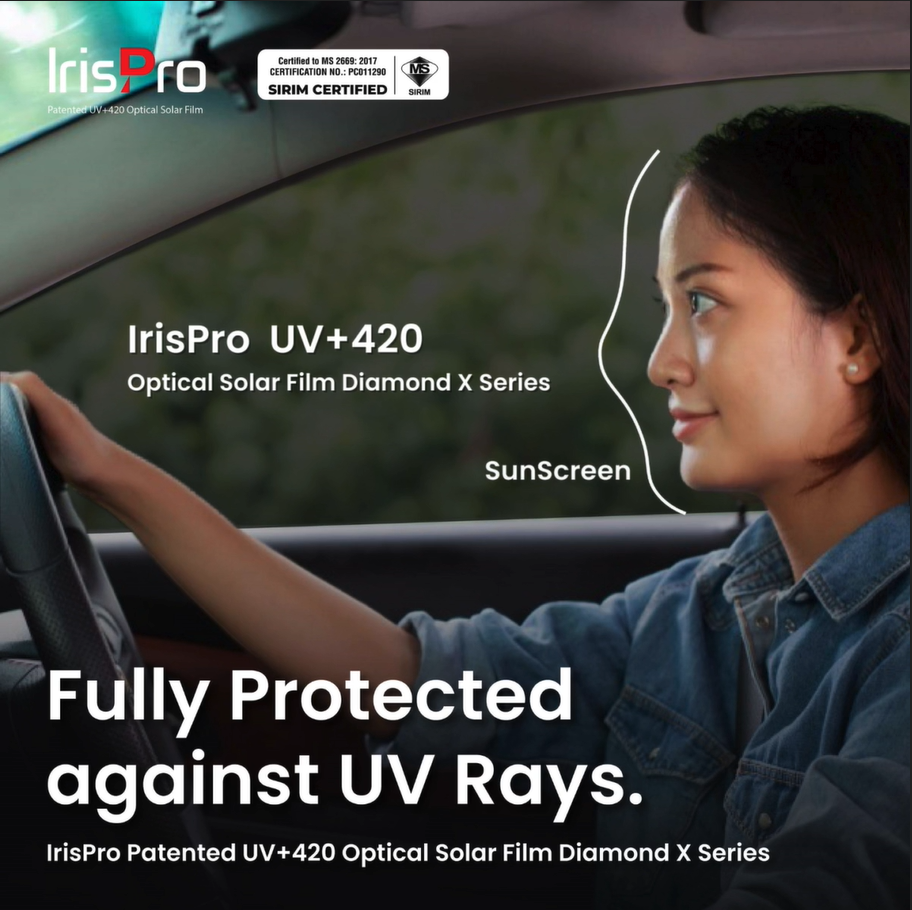 IrisPro
Patented UV+420 Optical Solar Film
Certified to MS 2669: 2017
CERTIFICATION NO.: PC011290
SIRIM CERTIFIED
MS
SIRIM
IrisPro UV+420
Optical Solar Film Diamond X Series
SunScreen
Fully Protected
against UV Rays.
IrisPro Patented UV+420 Optical Solar Film Diamond X Series